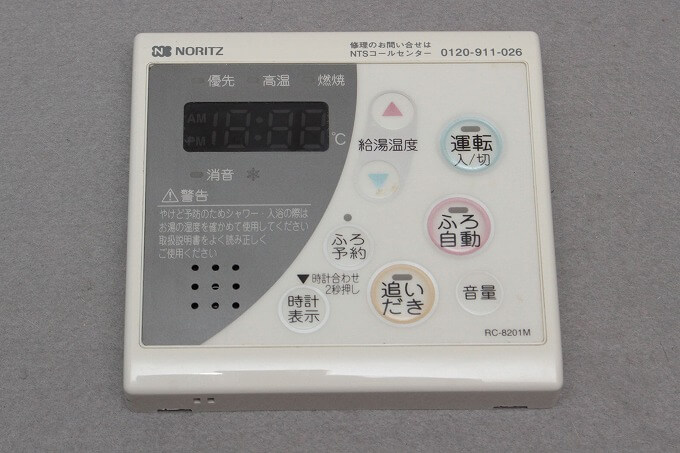 NORITZ
修理のお問い合せは
NTSコールセンター 0120-911-026
優先 高温 燃焼
AM
PM
℃
給湯温度
運転
入/切
消音
警告
やけど予防のためシャワー・入浴の際は
お湯の温度を確かめて使用してください
取扱説明書をよく読み正しく
ご使用ください
ふろ
自動
ふろ
予約
▼時計合わせ
2秒押し
時計
表示
追い
だき
音量
RC-8201M